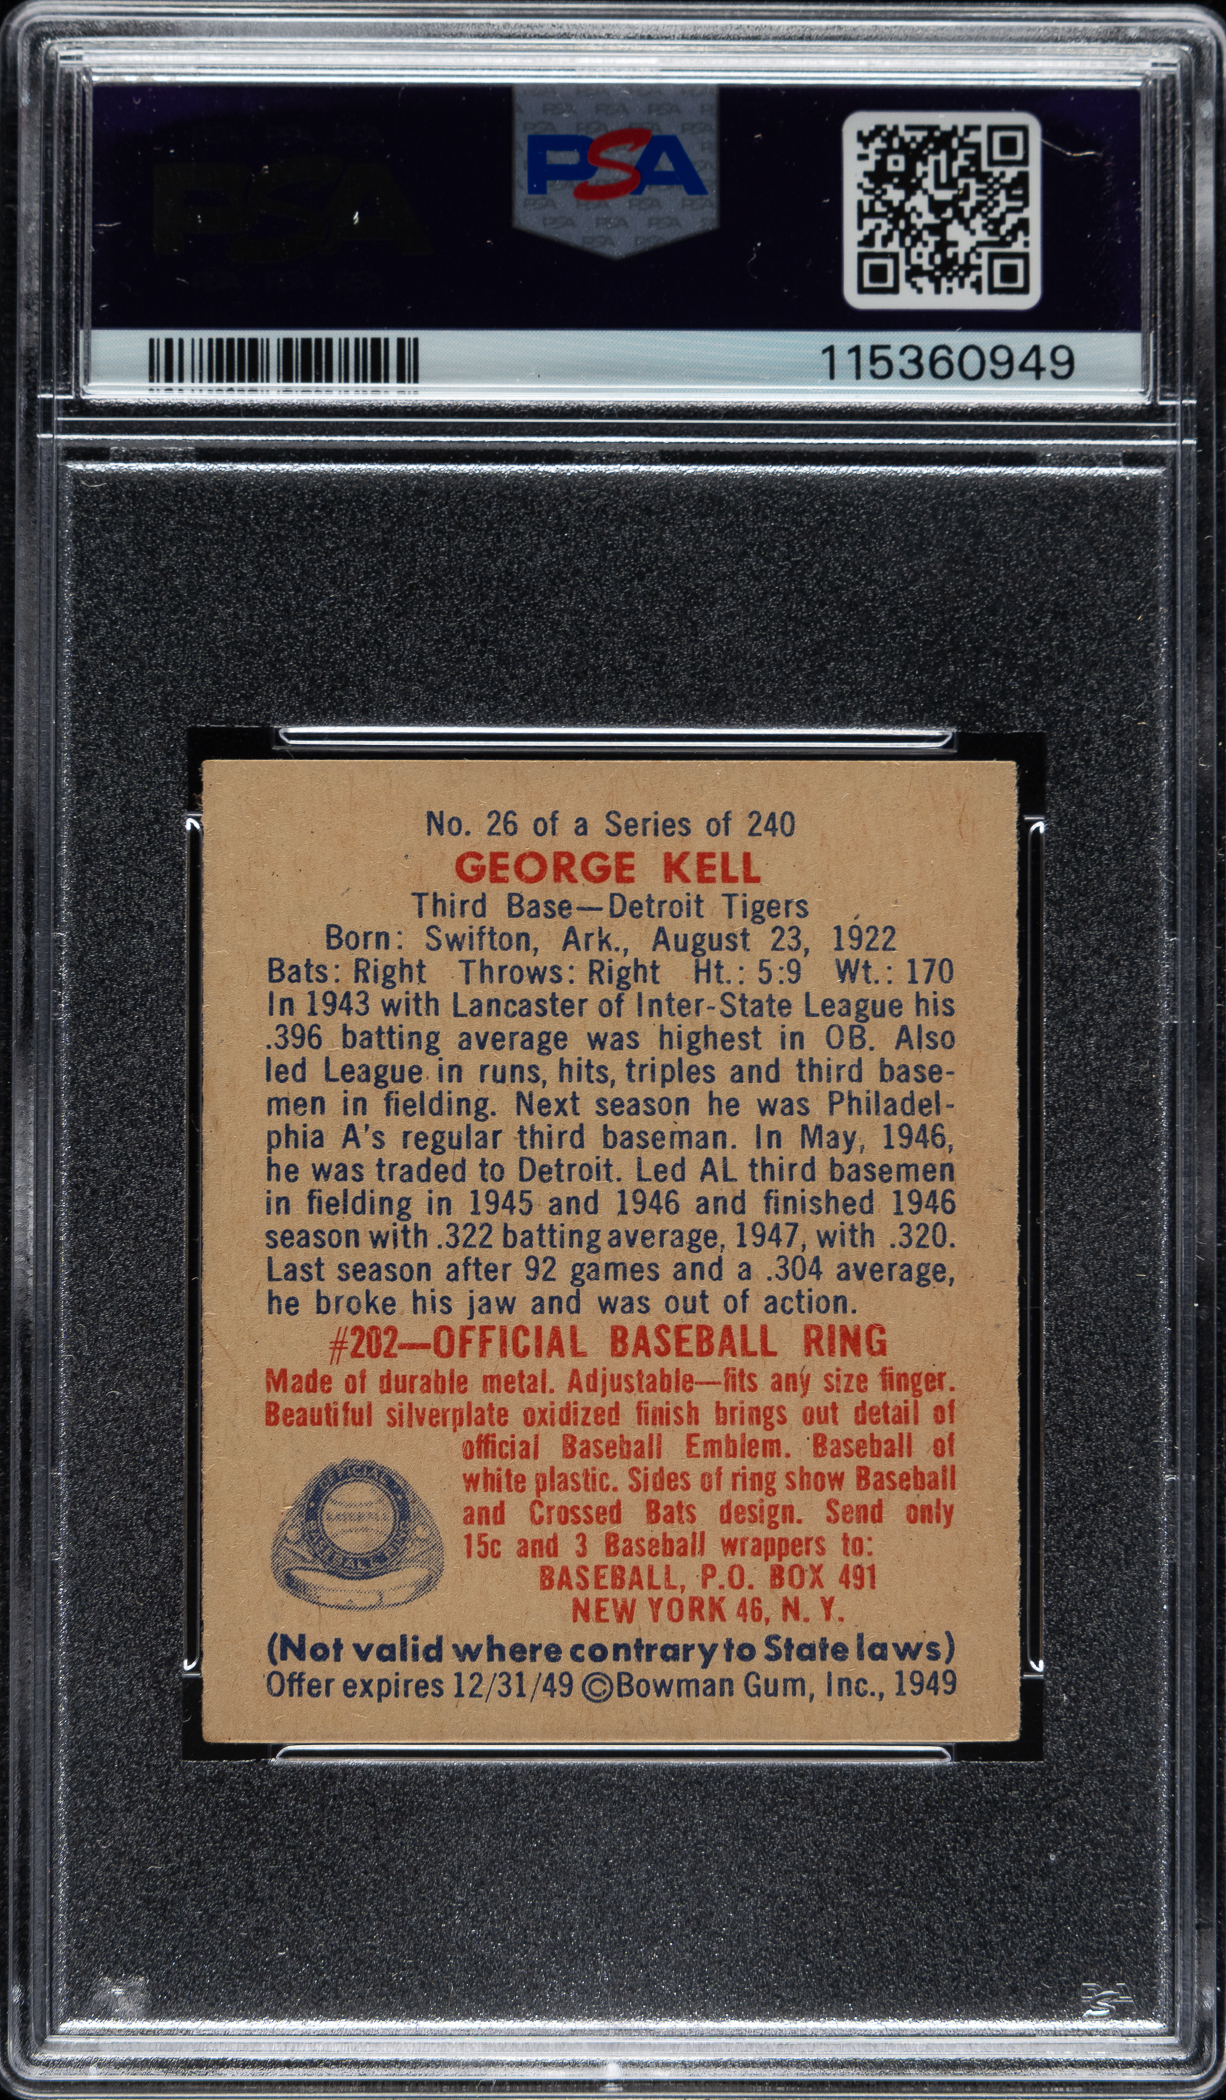 PSA
115360949
No. 26 of a Series of 240
GEORGE KELL
Third Base—Detroit Tigers
Born: Swifton, Ark., August 23, 1922
Bats: Right Throws: Right Ht.: 5:9 Wt.: 170
In 1943 with Lancaster of Inter-State League his
.396 batting average was highest in OB. Also
led League in runs, hits, triples and third base-
men in fielding. Next season he was Philadel-
phia A's regular third baseman. In May, 1946,
he was traded to Detroit. Led AL third basemen
in fielding in 1945 and 1946 and finished 1946
season with .322 batting average, 1947, with .320.
Last season after 92 games and a .304 average,
he broke his jaw and was out of action.
#202—OFFICIAL BASEBALL RING
Made of durable metal. Adjustable—fits any size finger.
Beautiful silverplate oxidized finish brings out detail of
official Baseball Emblem. Baseball of
white plastic. Sides of ring show Baseball
and Crossed Bats design. Send only
15c and 3 Baseball wrappers to:
BASEBALL, P.O. BOX 491
NEW YORK 46, N. Y.
(Not valid where contrary to State laws)
Offer expires 12/31/49 ©Bowman Gum, Inc., 1949